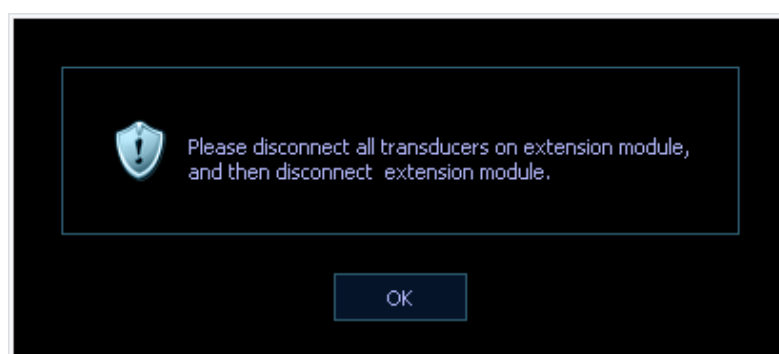 Please disconnect all transducers on extension module,
and then disconnect extension module.
OK